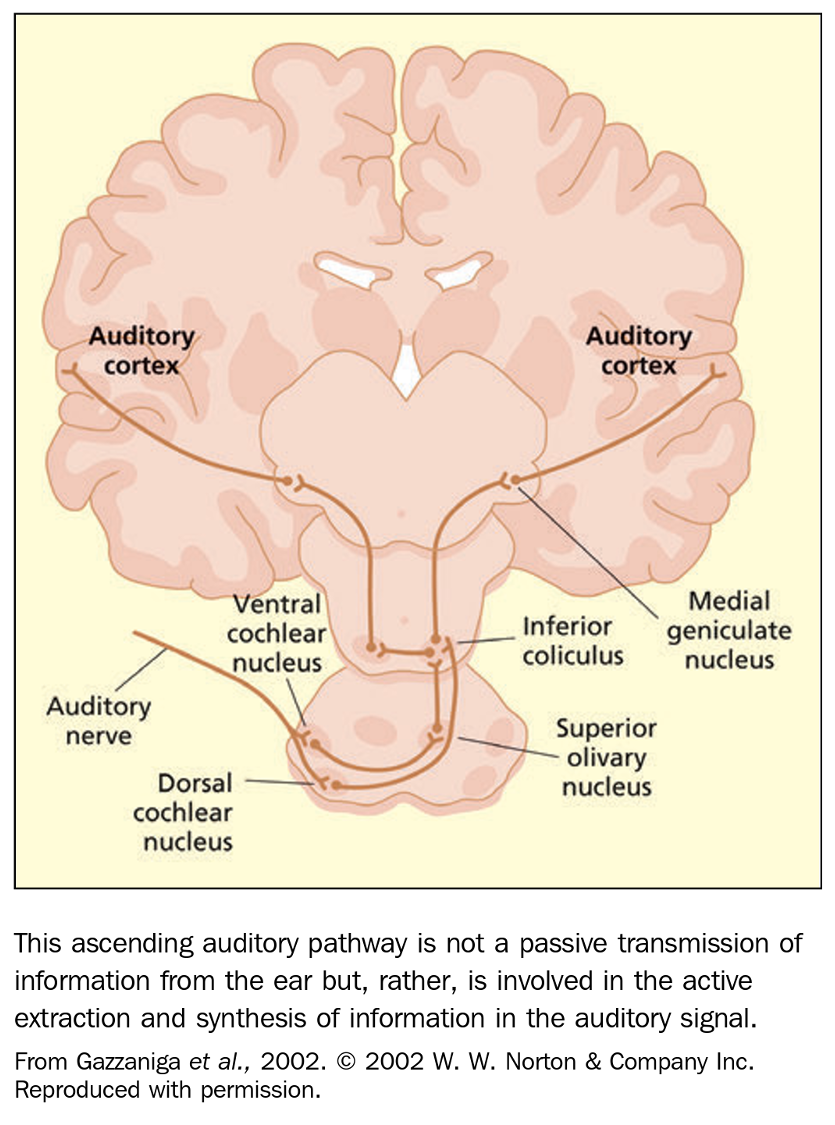 Auditory
cortex
Auditory
cortex
Ventral
cochlear
nucleus
Inferior
coliculus
Medial
geniculate
nucleus
Auditory
nerve
Superior
olivary
nucleus
Dorsal
cochlear
nucleus
This ascending auditory pathway is not a passive transmission of
information from the ear but, rather, is involved in the active
extraction and synthesis of information in the auditory signal.
From Gazzaniga et al., 2002. © 2002 W. W. Norton & Company Inc.
Reproduced with permission.